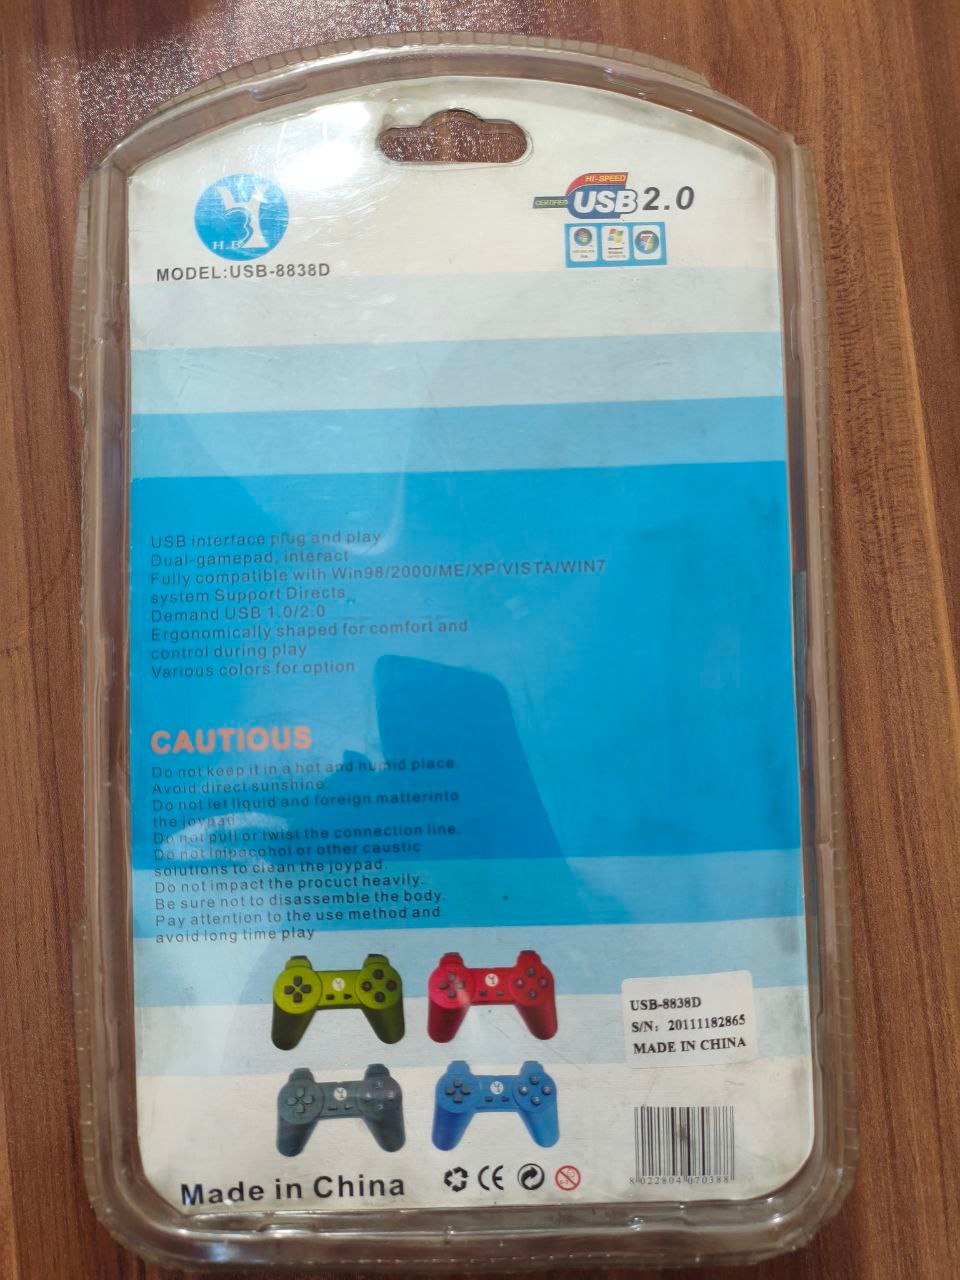 H.B
MODEL:USB-8838D
HI-SPEED
CERTIFIED
USB 2.0
USB interface plug and play
Dual-gamepad, interact
Fully compatible with Win98/2000/ME/XP/VISTA/WIN7
system Support Directs
Demand USB 1.0/2.0
Ergonomically shaped for comfort and
control during play
Various colors for option
CAUTIOUS
Do not keep it in a hot and humid place.
Avoid direct sunshine
Do not let liquid and foreign matterinto
the joypad
Do not pull or twist the connection line.
Do not impacohol or other caustic
solutions to clean the joypad.
Do not impact the procuct heavily.
Be sure not to disassemble the body.
Pay attention to the use method and
avoid long time play
USB-8838D
S/N: 20111182865
MADE IN CHINA
Made in China
CE
8 022804 070388